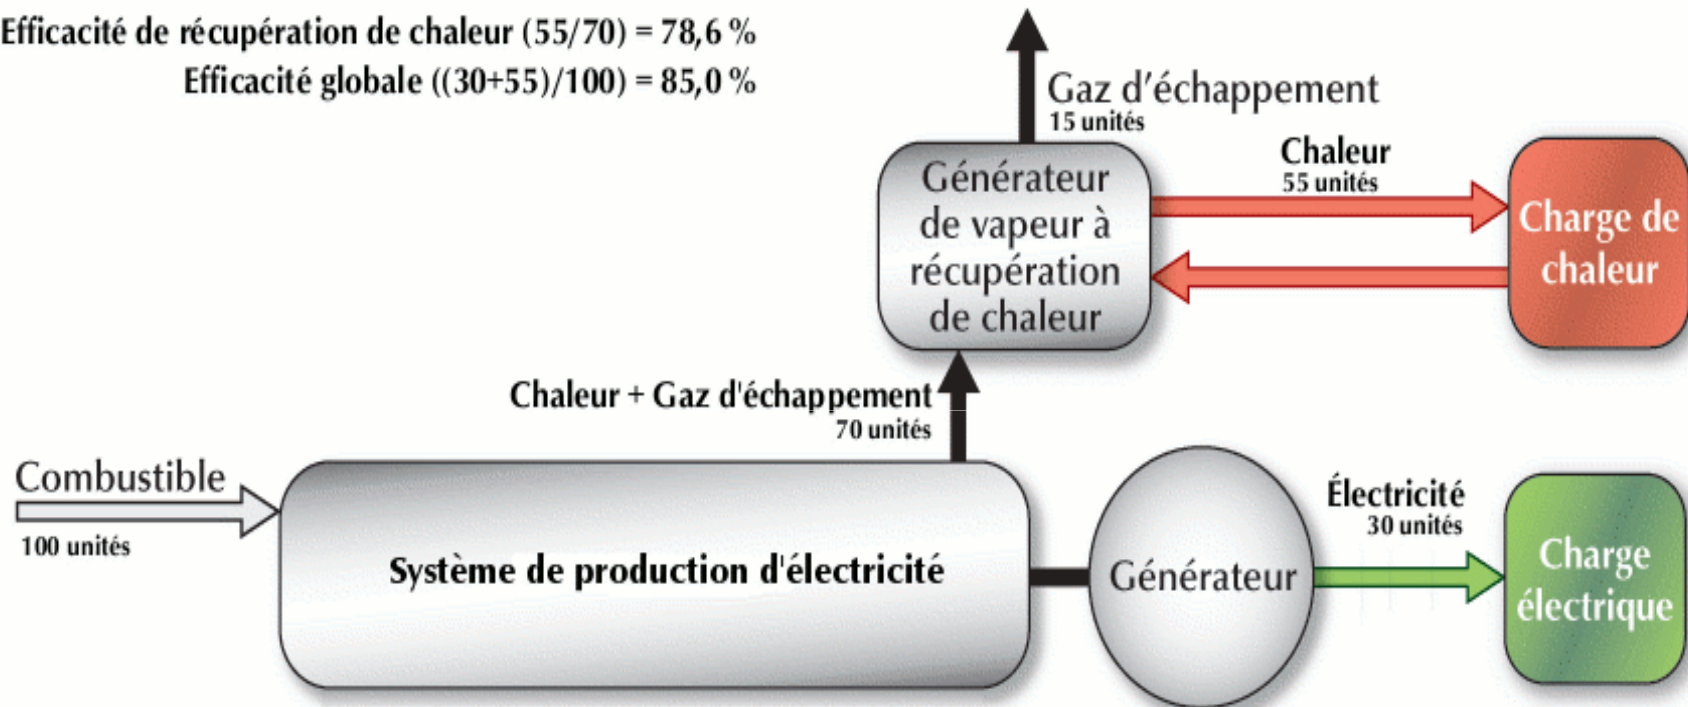 Efficacité de récupération de chaleur (55/70) = 78,6 %
Efficacité globale ((30+55)/100) = 85,0 %
Gaz d'échappement
15 unités
Générateur
de vapeur à
récupération
de chaleur
Chaleur
55 unités
Charge de
chaleur
Chaleur + Gaz d'échappement
70 unités
Combustible
100 unités
Système de production d'électricité
Générateur
Électricité
30 unités
Charge
électrique